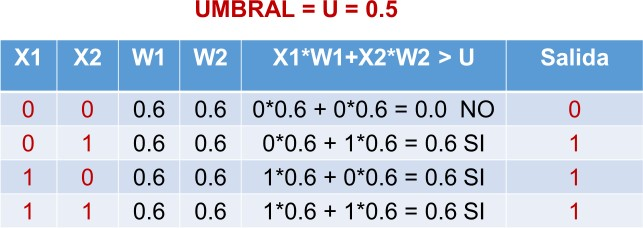 UMBRAL = U = 0.5
X1 X2 W1 W2 X1*W1+X2*W2 > U Salida
0 0 0.6 0.6 0*0.6 + 0*0.6 = 0.0 NO 0
0 1 0.6 0.6 0*0.6 + 1*0.6 = 0.6 SI 1
1 0 0.6 0.6 1*0.6 + 0*0.6 = 0.6 SI 1
1 1 0.6 0.6 1*0.6 + 1*0.6 = 0.6 SI 1